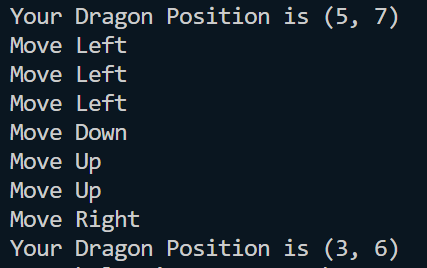 Your Dragon Position is (5, 7)
Move Left
Move Left
Move Left
Move Down
Move Up
Move Up
Move Right
Your Dragon Position is (3, 6)